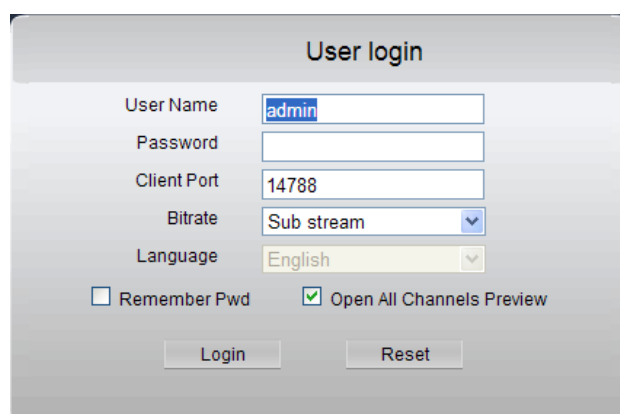 User login
User Name admin
Password
Client Port 14788
Bitrate Sub stream
Language English
Remember Pwd Open All Channels Preview
Login Reset